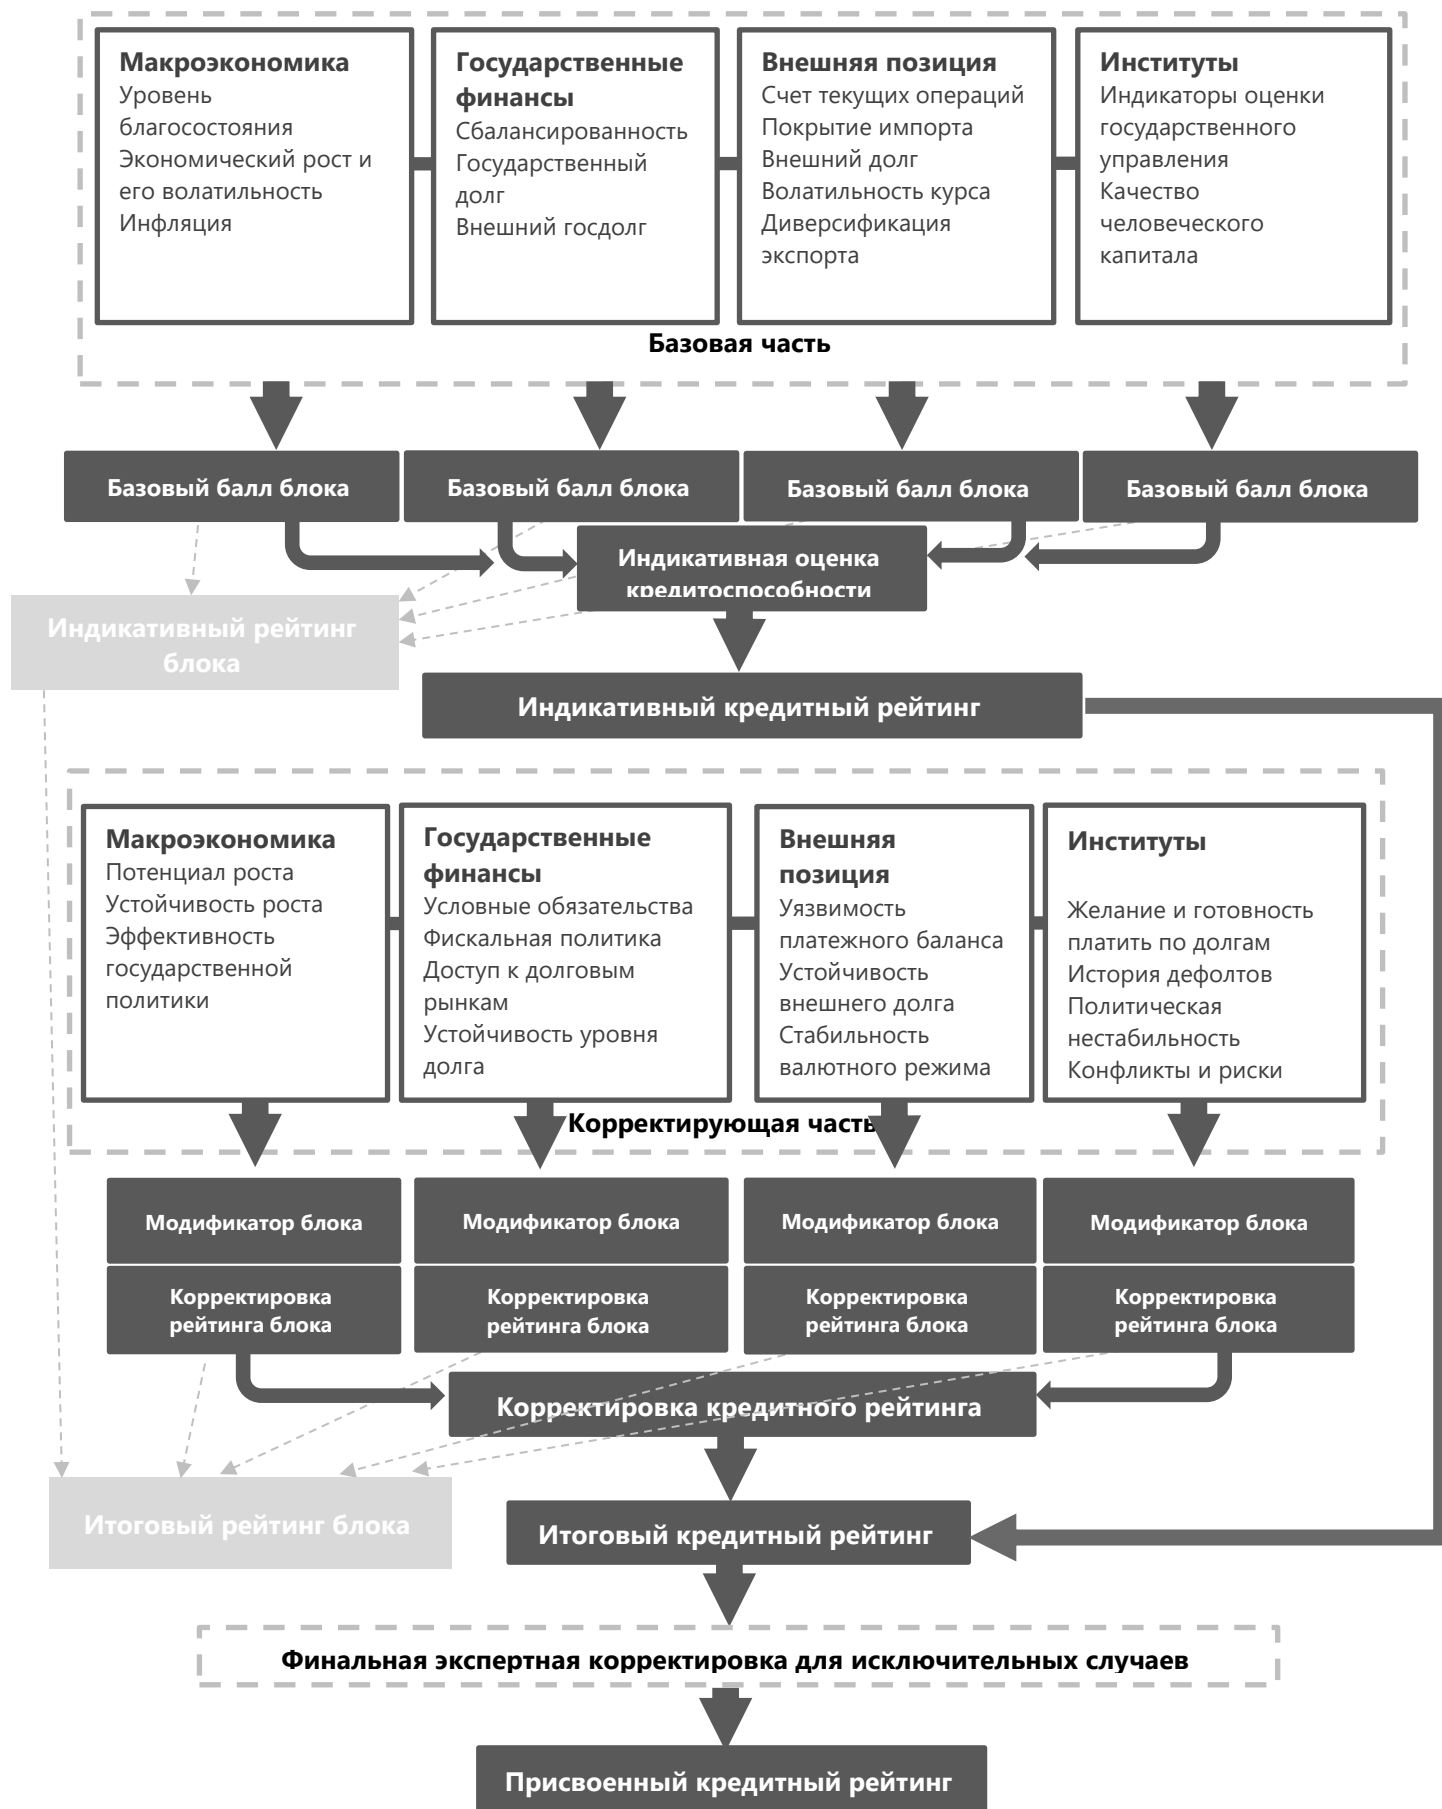 Макроэкономика
Уровень
благосостояния
Экономический рост и
его волатильность
Инфляция
Государственные
финансы
Сбалансированность
Государственный
долг
Внешний госдолг
Внешняя позиция
Счет текущих операций
Покрытие импорта
Внешний долг
Волатильность курса
Диверсификация
экспорта
Институты
Индикаторы оценки
государственного
управления
Качество
человеческого
капитала
Базовая часть
Базовый балл блока
Базовый балл блока
Базовый балл блока
Базовый балл блока
Индикативная оценка
кредитоспособности
Индикативный рейтинг
блока
Индикативный кредитный рейтинг
Макроэкономика
Потенциал роста
Устойчивость роста
Эффективность
государственной
политики
Государственные
финансы
Условные обязательства
Фискальная политика
Доступ к долговым
рынкам
Устойчивость уровня
долга
Внешняя
позиция
Уязвимость
платежного баланса
Устойчивость
внешнего долга
Стабильность
валютного режима
Институты
Желание и готовность
платить по долгам
История дефолтов
Политическая
нестабильность
Конфликты и риски
Корректирующая часть
Модификатор блока
Модификатор блока
Модификатор блока
Модификатор блока
Корректировка
рейтинга блока
Корректировка
рейтинга блока
Корректировка
рейтинга блока
Корректировка
рейтинга блока
Корректировка кредитного рейтинга
Итоговый рейтинг блока
Итоговый кредитный рейтинг
Финальная экспертная корректировка для исключительных случаев
Присвоенный кредитный рейтинг